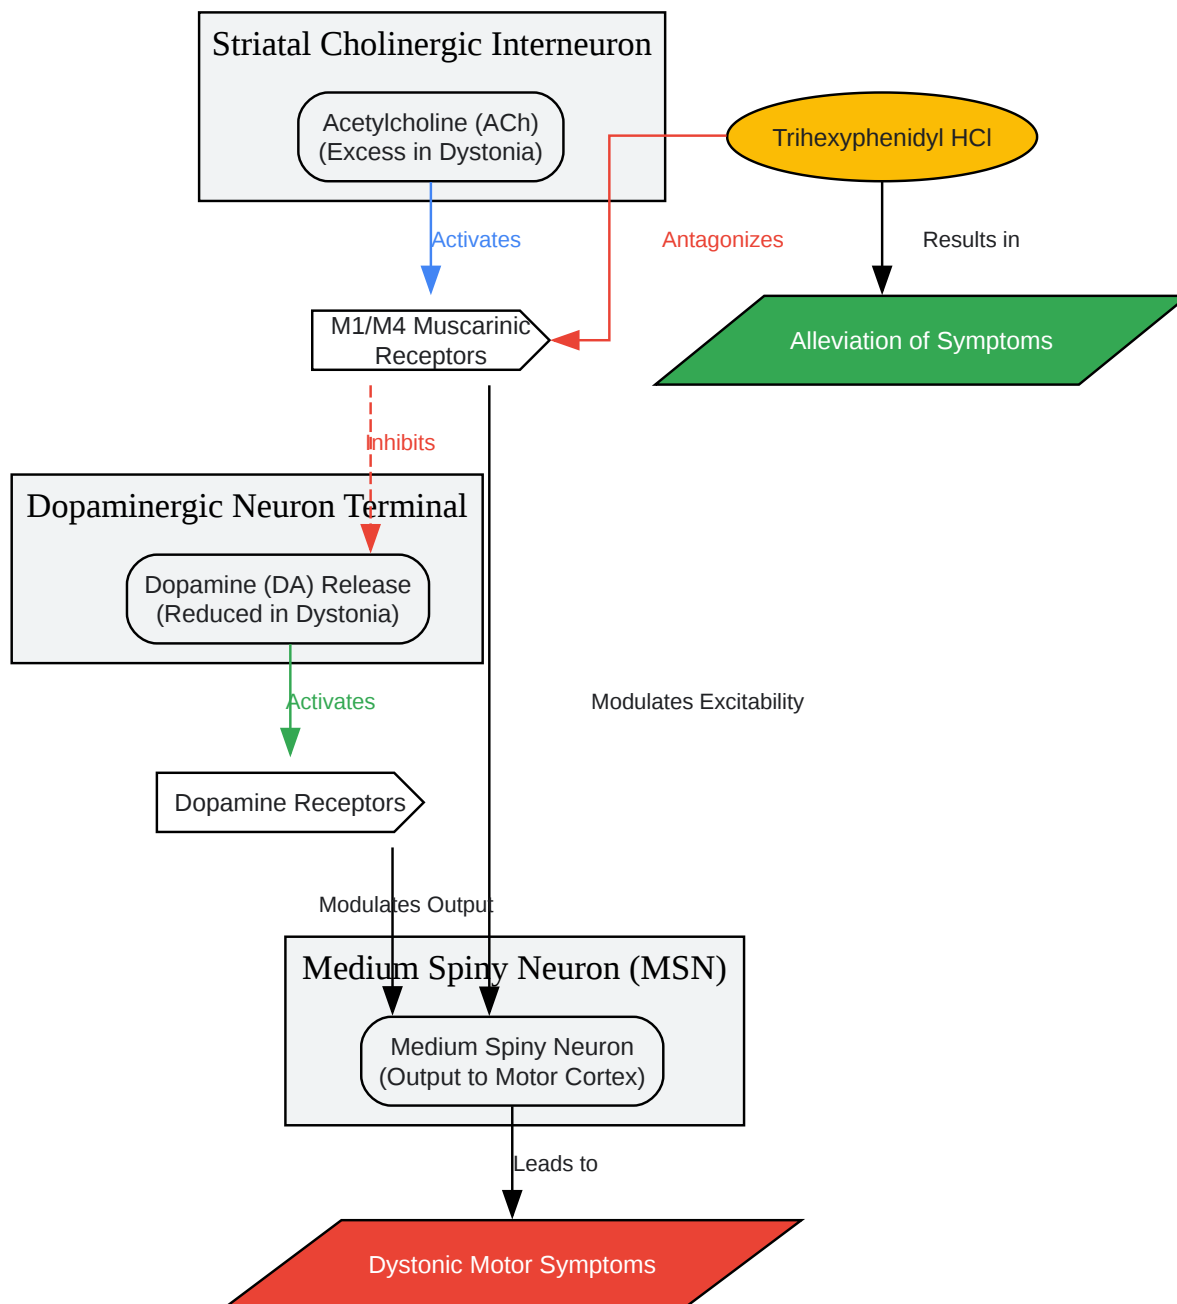 Striatal Cholinergic Interneuron
Acetylcholine (ACh)
(Excess in Dystonia)
Trihexyphenidyl HCl
Activates
Antagonizes
Results in
M1/M4 Muscarinic
Receptors
Alleviation of Symptoms
Inhibits
Dopaminergic Neuron Terminal
Dopamine (DA) Release
(Reduced in Dystonia)
Activates
Modulates Excitability
Dopamine Receptors
Modulates Output
Medium Spiny Neuron (MSN)
Medium Spiny Neuron
(Output to Motor Cortex)
Leads to
Dystonic Motor Symptoms